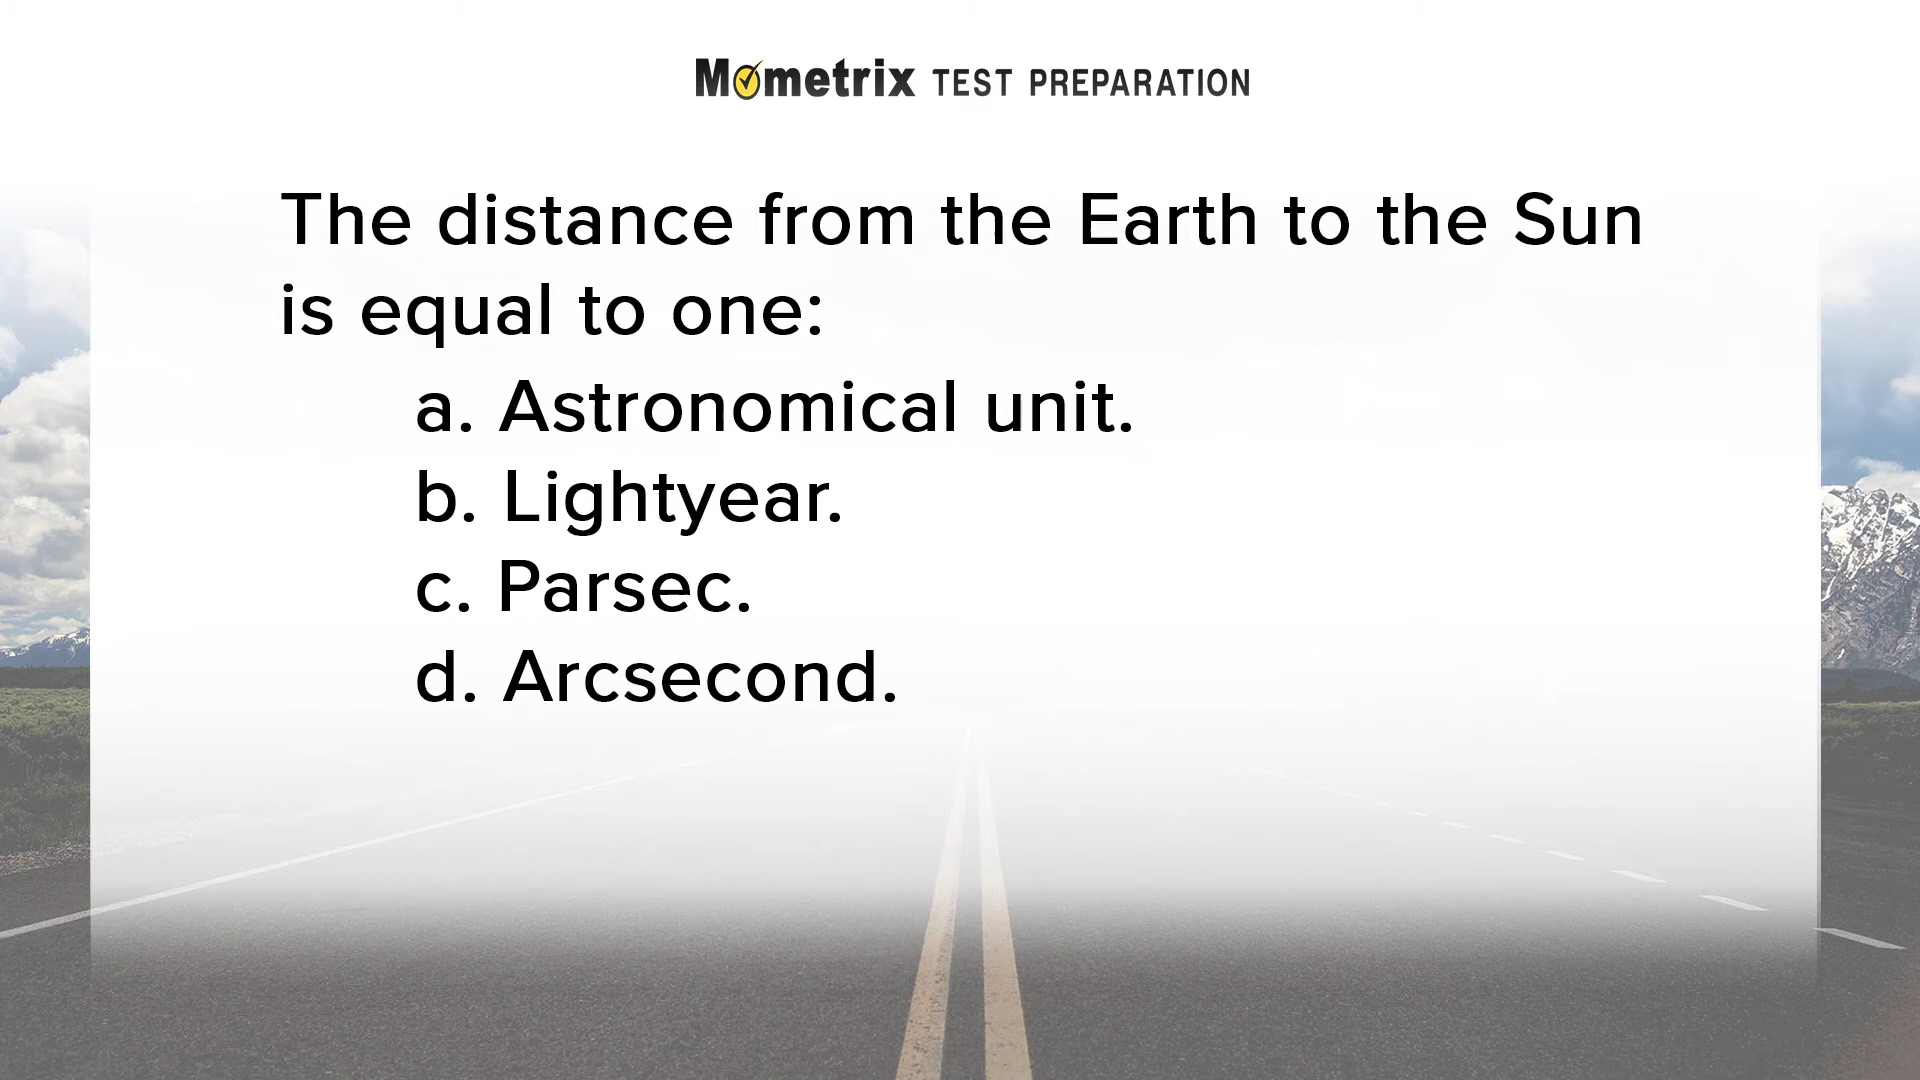 Mometrix TEST PREPARATION
The distance from the Earth to the Sun
is equal to one:
a. Astronomical unit.
b. Lightyear.
c. Parsec.
d. Arcsecond.